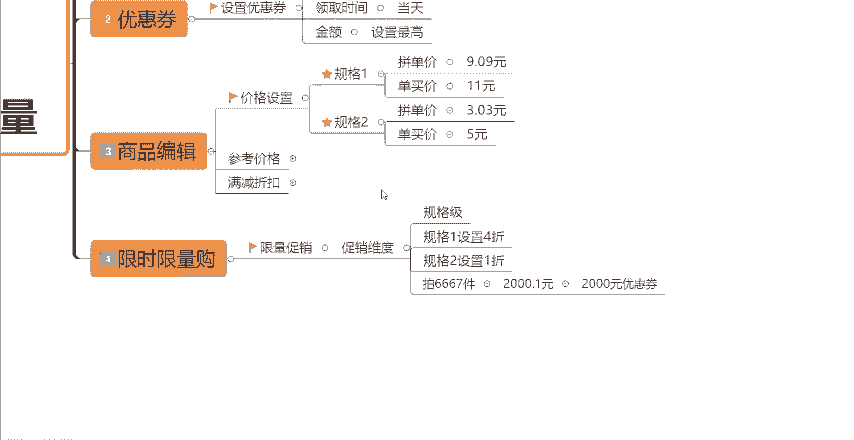 2 优惠券
设置优惠券
领取时间
当天
金额
设置最高
量
3 商品编辑
价格设置
规格1
拼单价
9.09元
单买价
11元
规格2
拼单价
3.03元
单买价
5元
参考价格
满减折扣
4 限时限量购
限量促销
促销维度
规格级
规格1设置4折
规格2设置1折
拍6667件
2000.1元
2000元优惠券